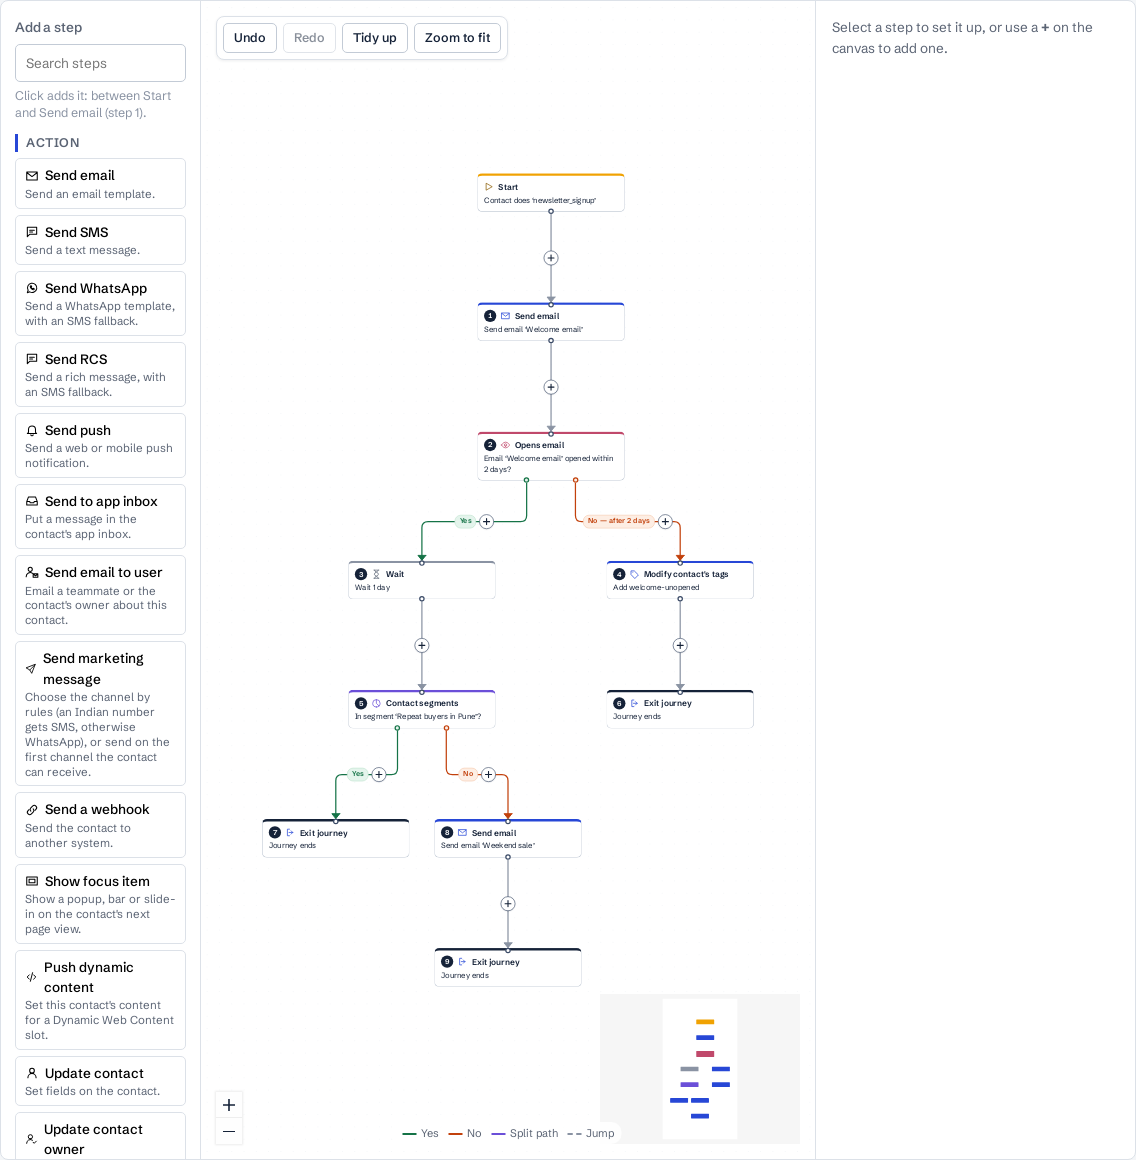 Add a step
Search steps
Click adds it: between Start
and Send email (step 1).
ACTION
Send email
Send an email template.
Send SMS
Send a text message.
Send WhatsApp
Send a WhatsApp template,
with an SMS fallback.
Send RCS
Send a rich message, with
an SMS fallback.
Send push
Send a web or mobile push
notification.
Send to app inbox
Put a message in the
contact's app inbox.
Send email to user
Email a teammate or the
contact's owner about this
contact.
Send marketing
message
Choose the channel by
rules (an Indian number
gets SMS, otherwise
WhatsApp), or send on the
first channel the contact
can receive.
Send a webhook
Send the contact to
another system.
Show focus item
Show a popup, bar or slide-
in on the contact's next
page view.
Push dynamic
content
Set this contact's content
for a Dynamic Web Content
slot.
Update contact
Set fields on the contact.
Update contact
owner
Undo Redo Tidy up Zoom to fit
Start
Contact does 'newsletter_signup'
1 Send email
Send email 'Welcome email'
2 Opens email
Email 'Welcome email' opened within
2 days?
Yes
No — after 2 days
3 Wait
Wait 1 day
4 Modify contact's tags
Add welcome-unopened
5 Contact segments
In segment 'Repeat buyers in Pune'?
6 Exit journey
Journey ends
Yes
No
7 Exit journey
Journey ends
8 Send email
Send email 'Weekend sale'
9 Exit journey
Journey ends
Yes No Split path Jump
Select a step to set it up, or use a + on the
canvas to add one.